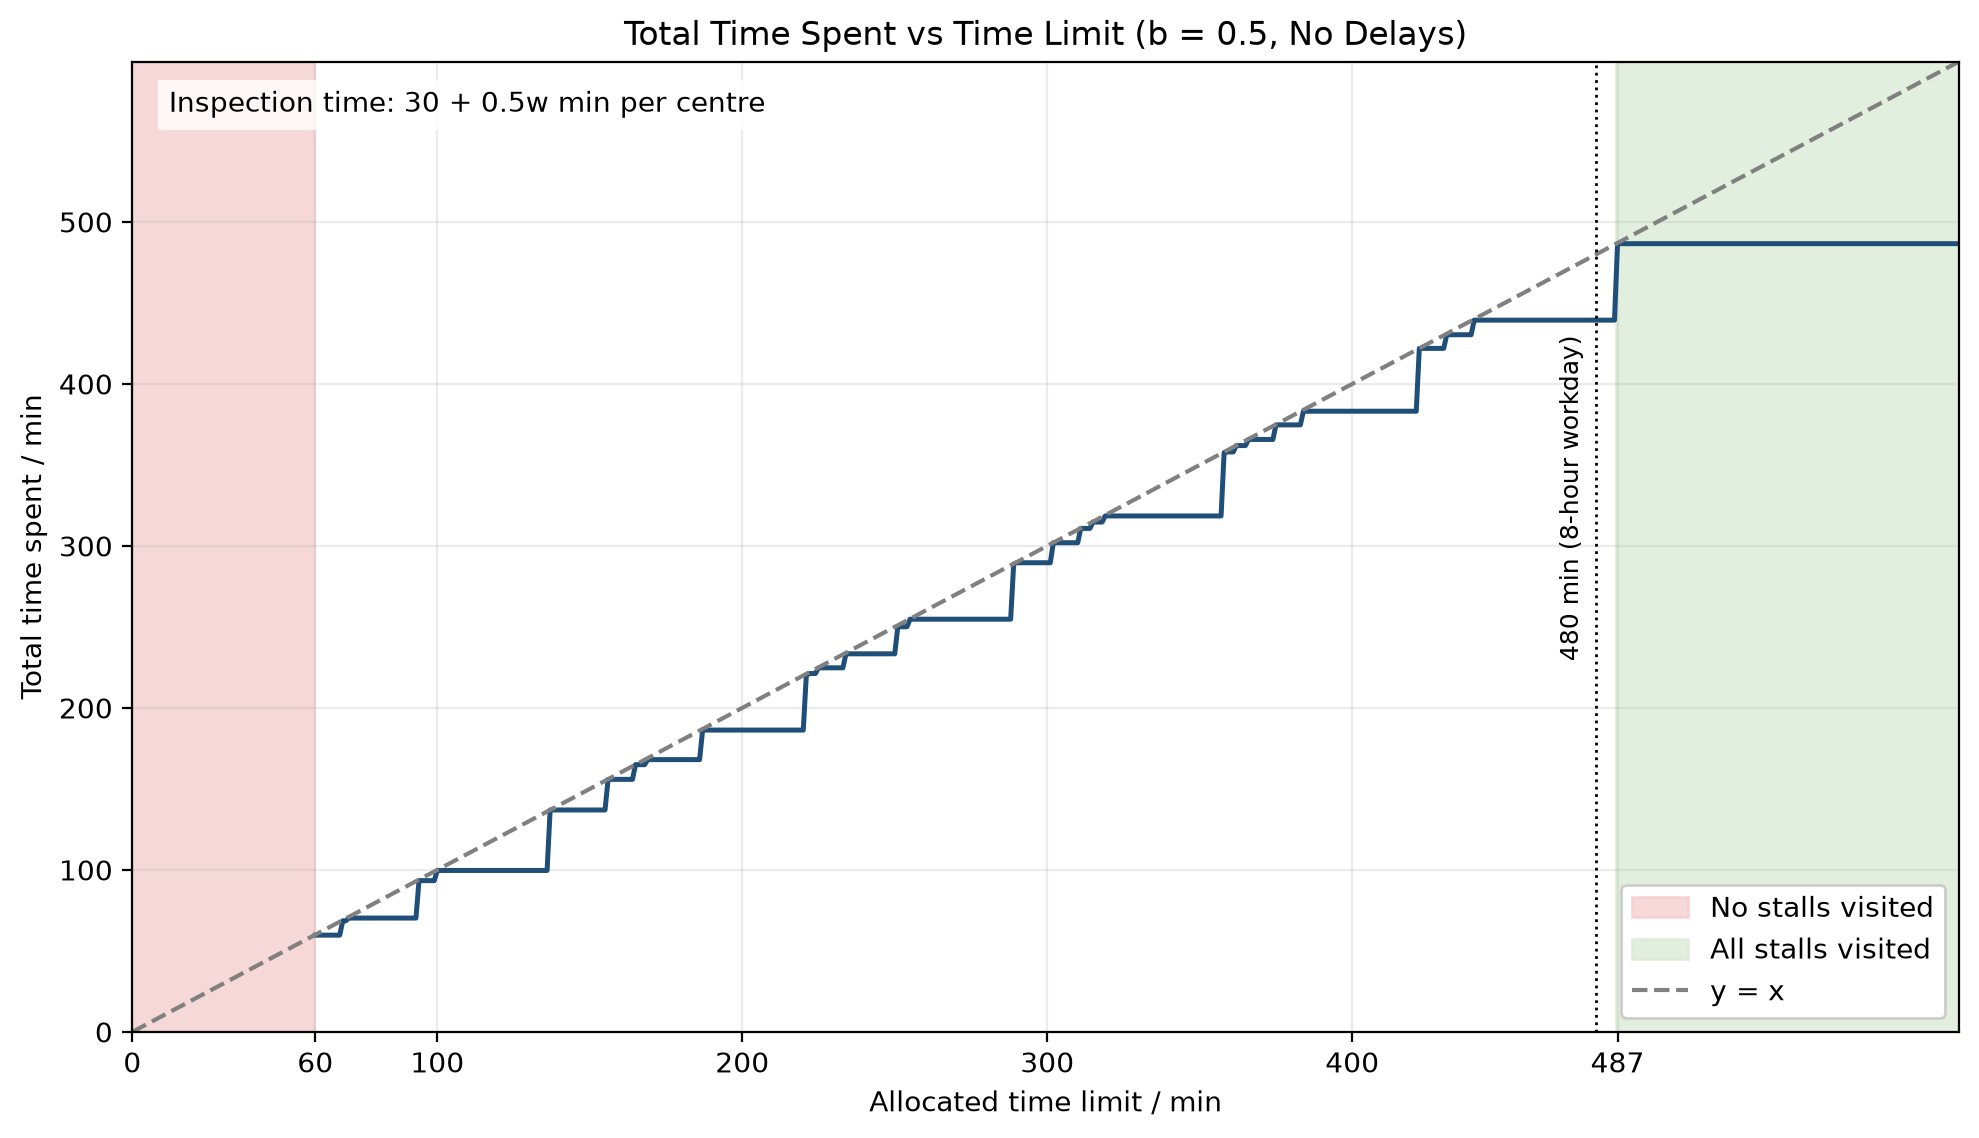 Total Time Spent vs Time Limit (b = 0.5, No Delays)
Inspection time: 30 + 0.5w min per centre
Total time spent / min
500
400
300
200
100
0
480 min (8-hour workday)
No stalls visited
All stalls visited
y = x
0 60 100 200 300 400 487
Allocated time limit / min